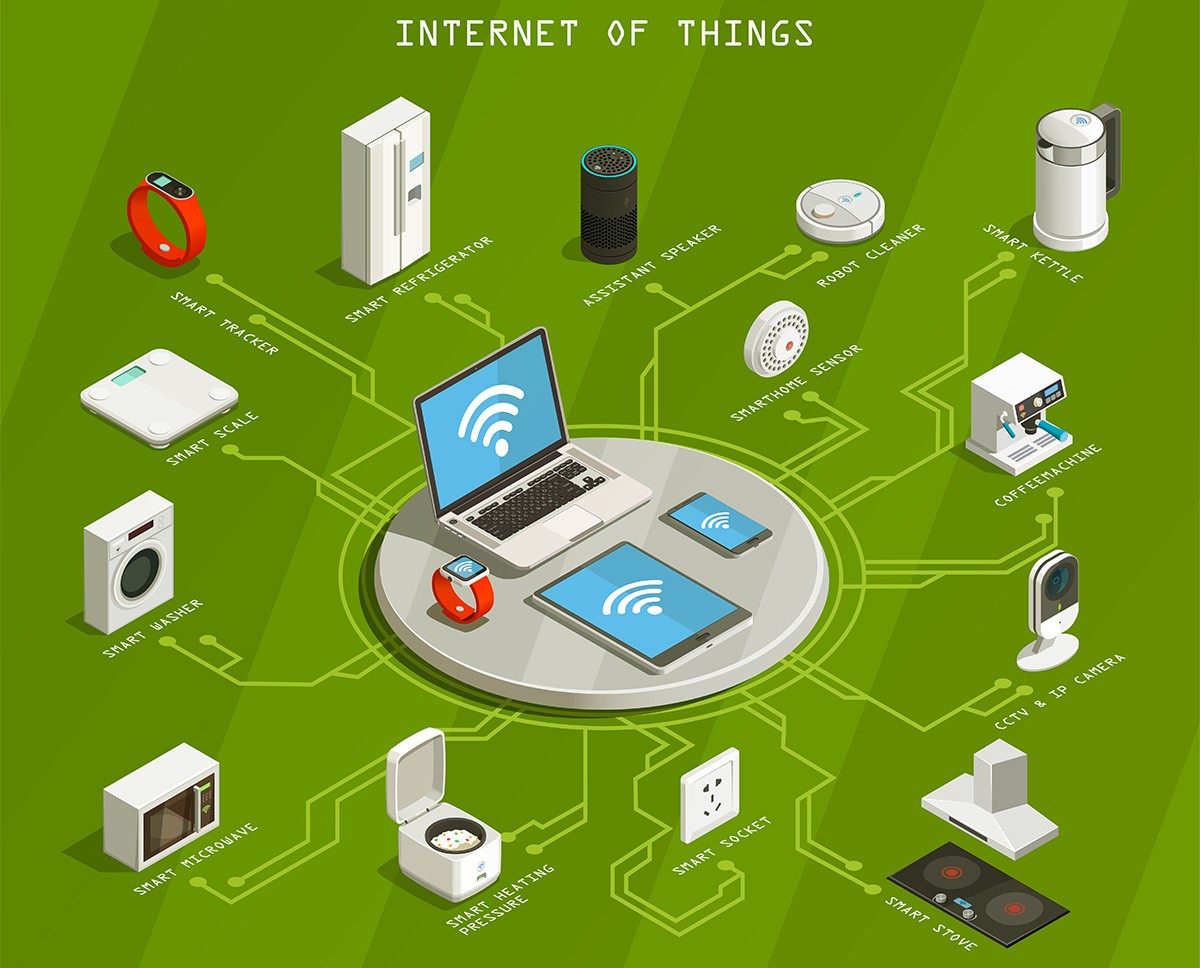 INTERNET OF THINGS
SMART TRACKER
SMART REFRIGERATOR
ASSISTANT SPEAKER
ROBOT CLEANER
SMART KETTLE
SMART SCALE
SMARTHOME SENSOR
COFFEEMACHINE
SMART WASHER
CCTV & IP CAMERA
SMART MICROWAVE
SMART HEATING
PRESSURE
SMART SOCKET
SMART STOVE